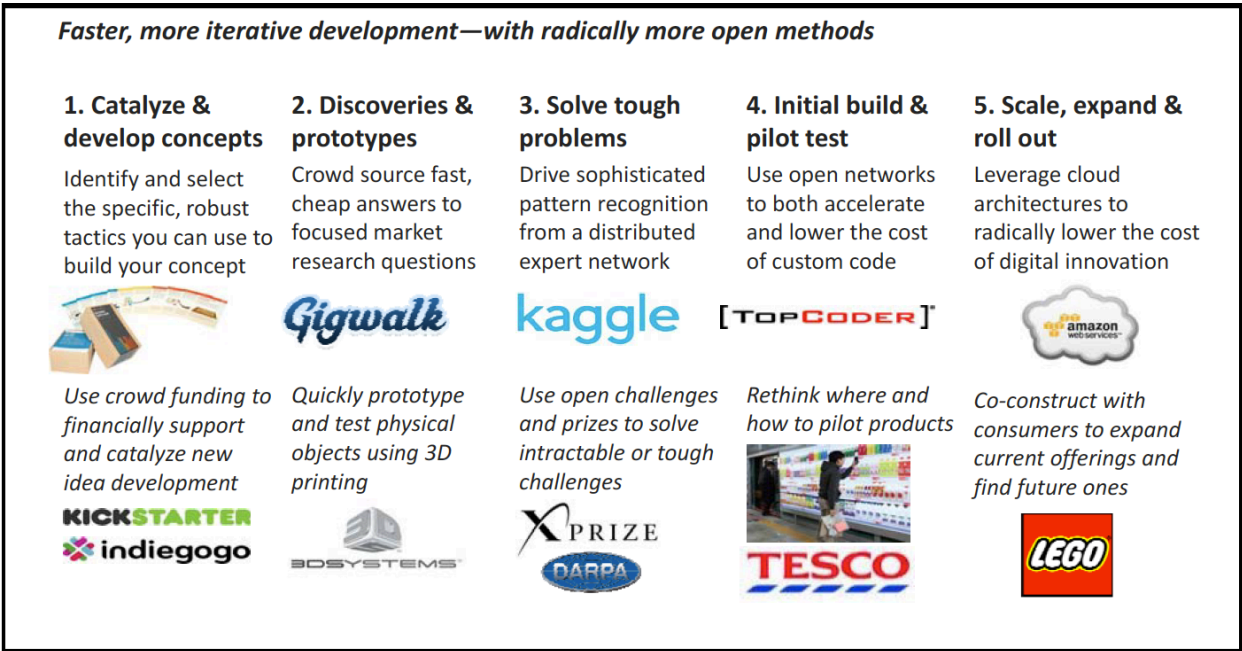 Faster, more iterative development—with radically more open methods
1. Catalyze &
develop concepts
Identify and select
the specific, robust
tactics you can use to
build your concept
Use crowd funding to
financially support
and catalyze new
idea development
KICKSTARTER
indiegogo
2. Discoveries &
prototypes
Crowd source fast,
cheap answers to
focused market
research questions
Gigwalk
Quickly prototype
and test physical
objects using 3D
printing
3D
3DSYSTEMS
3. Solve tough
problems
Drive sophisticated
pattern recognition
from a distributed
expert network
kaggle
Use open challenges
and prizes to solve
intractable or tough
challenges
XPRIZE
DARPA
4. Initial build &
pilot test
Use open networks
to both accelerate
and lower the cost
of custom code
[TOPCODER]®
Rethink where and
how to pilot products
TESCO
5. Scale, expand &
roll out
Leverage cloud
architectures to
radically lower the cost
of digital innovation
amazon
web services™
Co-construct with
consumers to expand
current offerings and
find future ones
LEGO